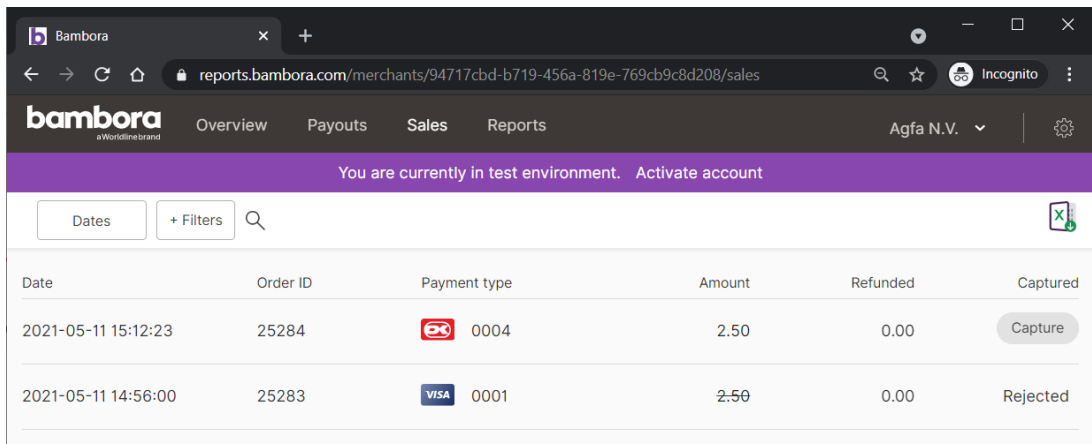 Bambora
reports.bambora.com/merchants/94717cbd-b719-456a-819e-769cb9c8d208/sales
Incognito
bambora
a Worldline brand
Overview Payouts Sales Reports Agfa N.V.
You are currently in test environment. Activate account
Dates + Filters
Date Order ID Payment type Amount Refunded Captured
2021-05-11 15:12:23 25284 0004 2.50 0.00 Capture
2021-05-11 14:56:00 25283 VISA 0001 2.50 0.00 Rejected